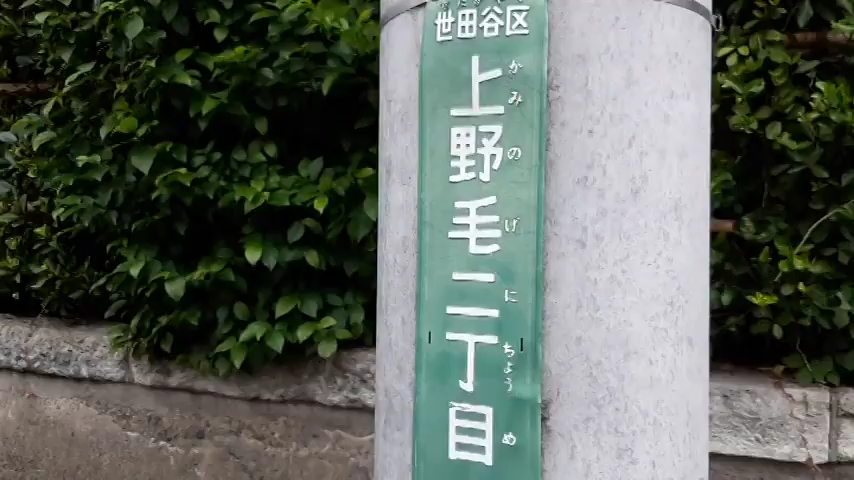 世田谷区
上野毛二丁目
かみのげにちょうめ